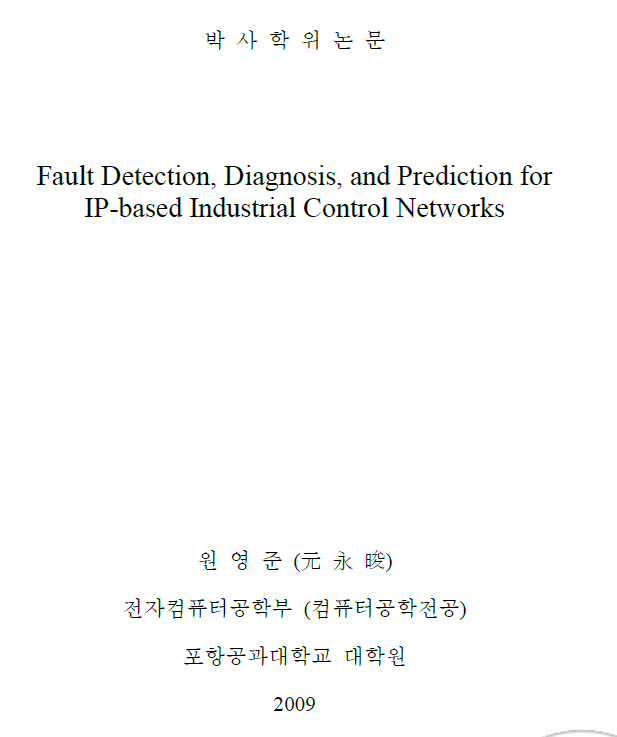 박 사 학 위 논 문
Fault Detection, Diagnosis, and Prediction for
IP-based Industrial Control Networks
원 영 준 (元 永 晙)
전자컴퓨터공학부 (컴퓨터공학전공)
포항공과대학교 대학원
2009